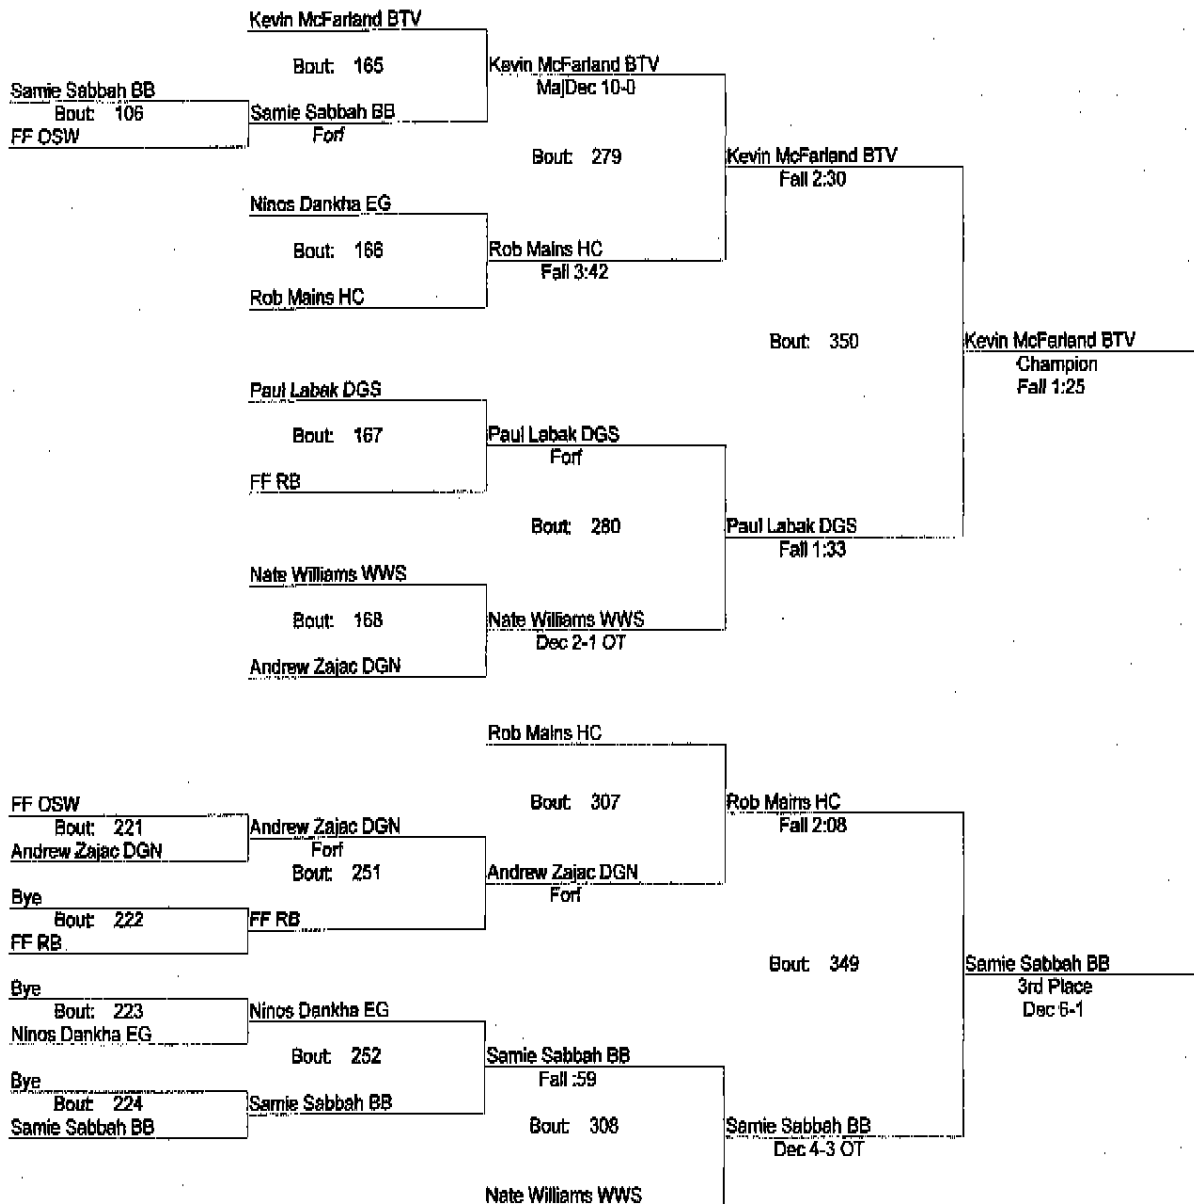 Kevin McFarland BTV
Bout: 165
Kevin McFarland BTV
MajDec 10-0
Samie Sabbah BB
Bout: 106
Samie Sabbah BB
Forf
FF OSW
Bout: 279
Kevin McFarland BTV
Fall 2:30
Ninos Dankha EG
Bout: 166
Rob Mains HC
Fall 3:42
Rob Mains HC
Bout: 350
Kevin McFarland BTV
Champion
Fall 1:25
Paul Labak DGS
Bout: 167
Paul Labak DGS
Forf
FF RB
Bout: 280
Paul Labak DGS
Fall 1:33
Nate Williams WWS
Bout: 168
Nate Williams WWS
Dec 2-1 OT
Andrew Zajac DGN
Rob Mains HC
FF OSW
Bout: 307
Rob Mains HC
Fall 2:08
Bout: 221
Andrew Zajac DGN
Forf
Andrew Zajac DGN
Bout: 251
Andrew Zajac DGN
Forf
Bye
Bout: 222
FF RB
FF RB
Bout: 349
Samie Sabbah BB
3rd Place
Dec 6-1
Bye
Bout: 223
Ninos Dankha EG
Ninos Dankha EG
Bout: 252
Samie Sabbah BB
Fall :59
Bye
Bout: 224
Samie Sabbah BB
Samie Sabbah BB
Bout: 308
Samie Sabbah BB
Dec 4-3 OT
Nate Williams WWS